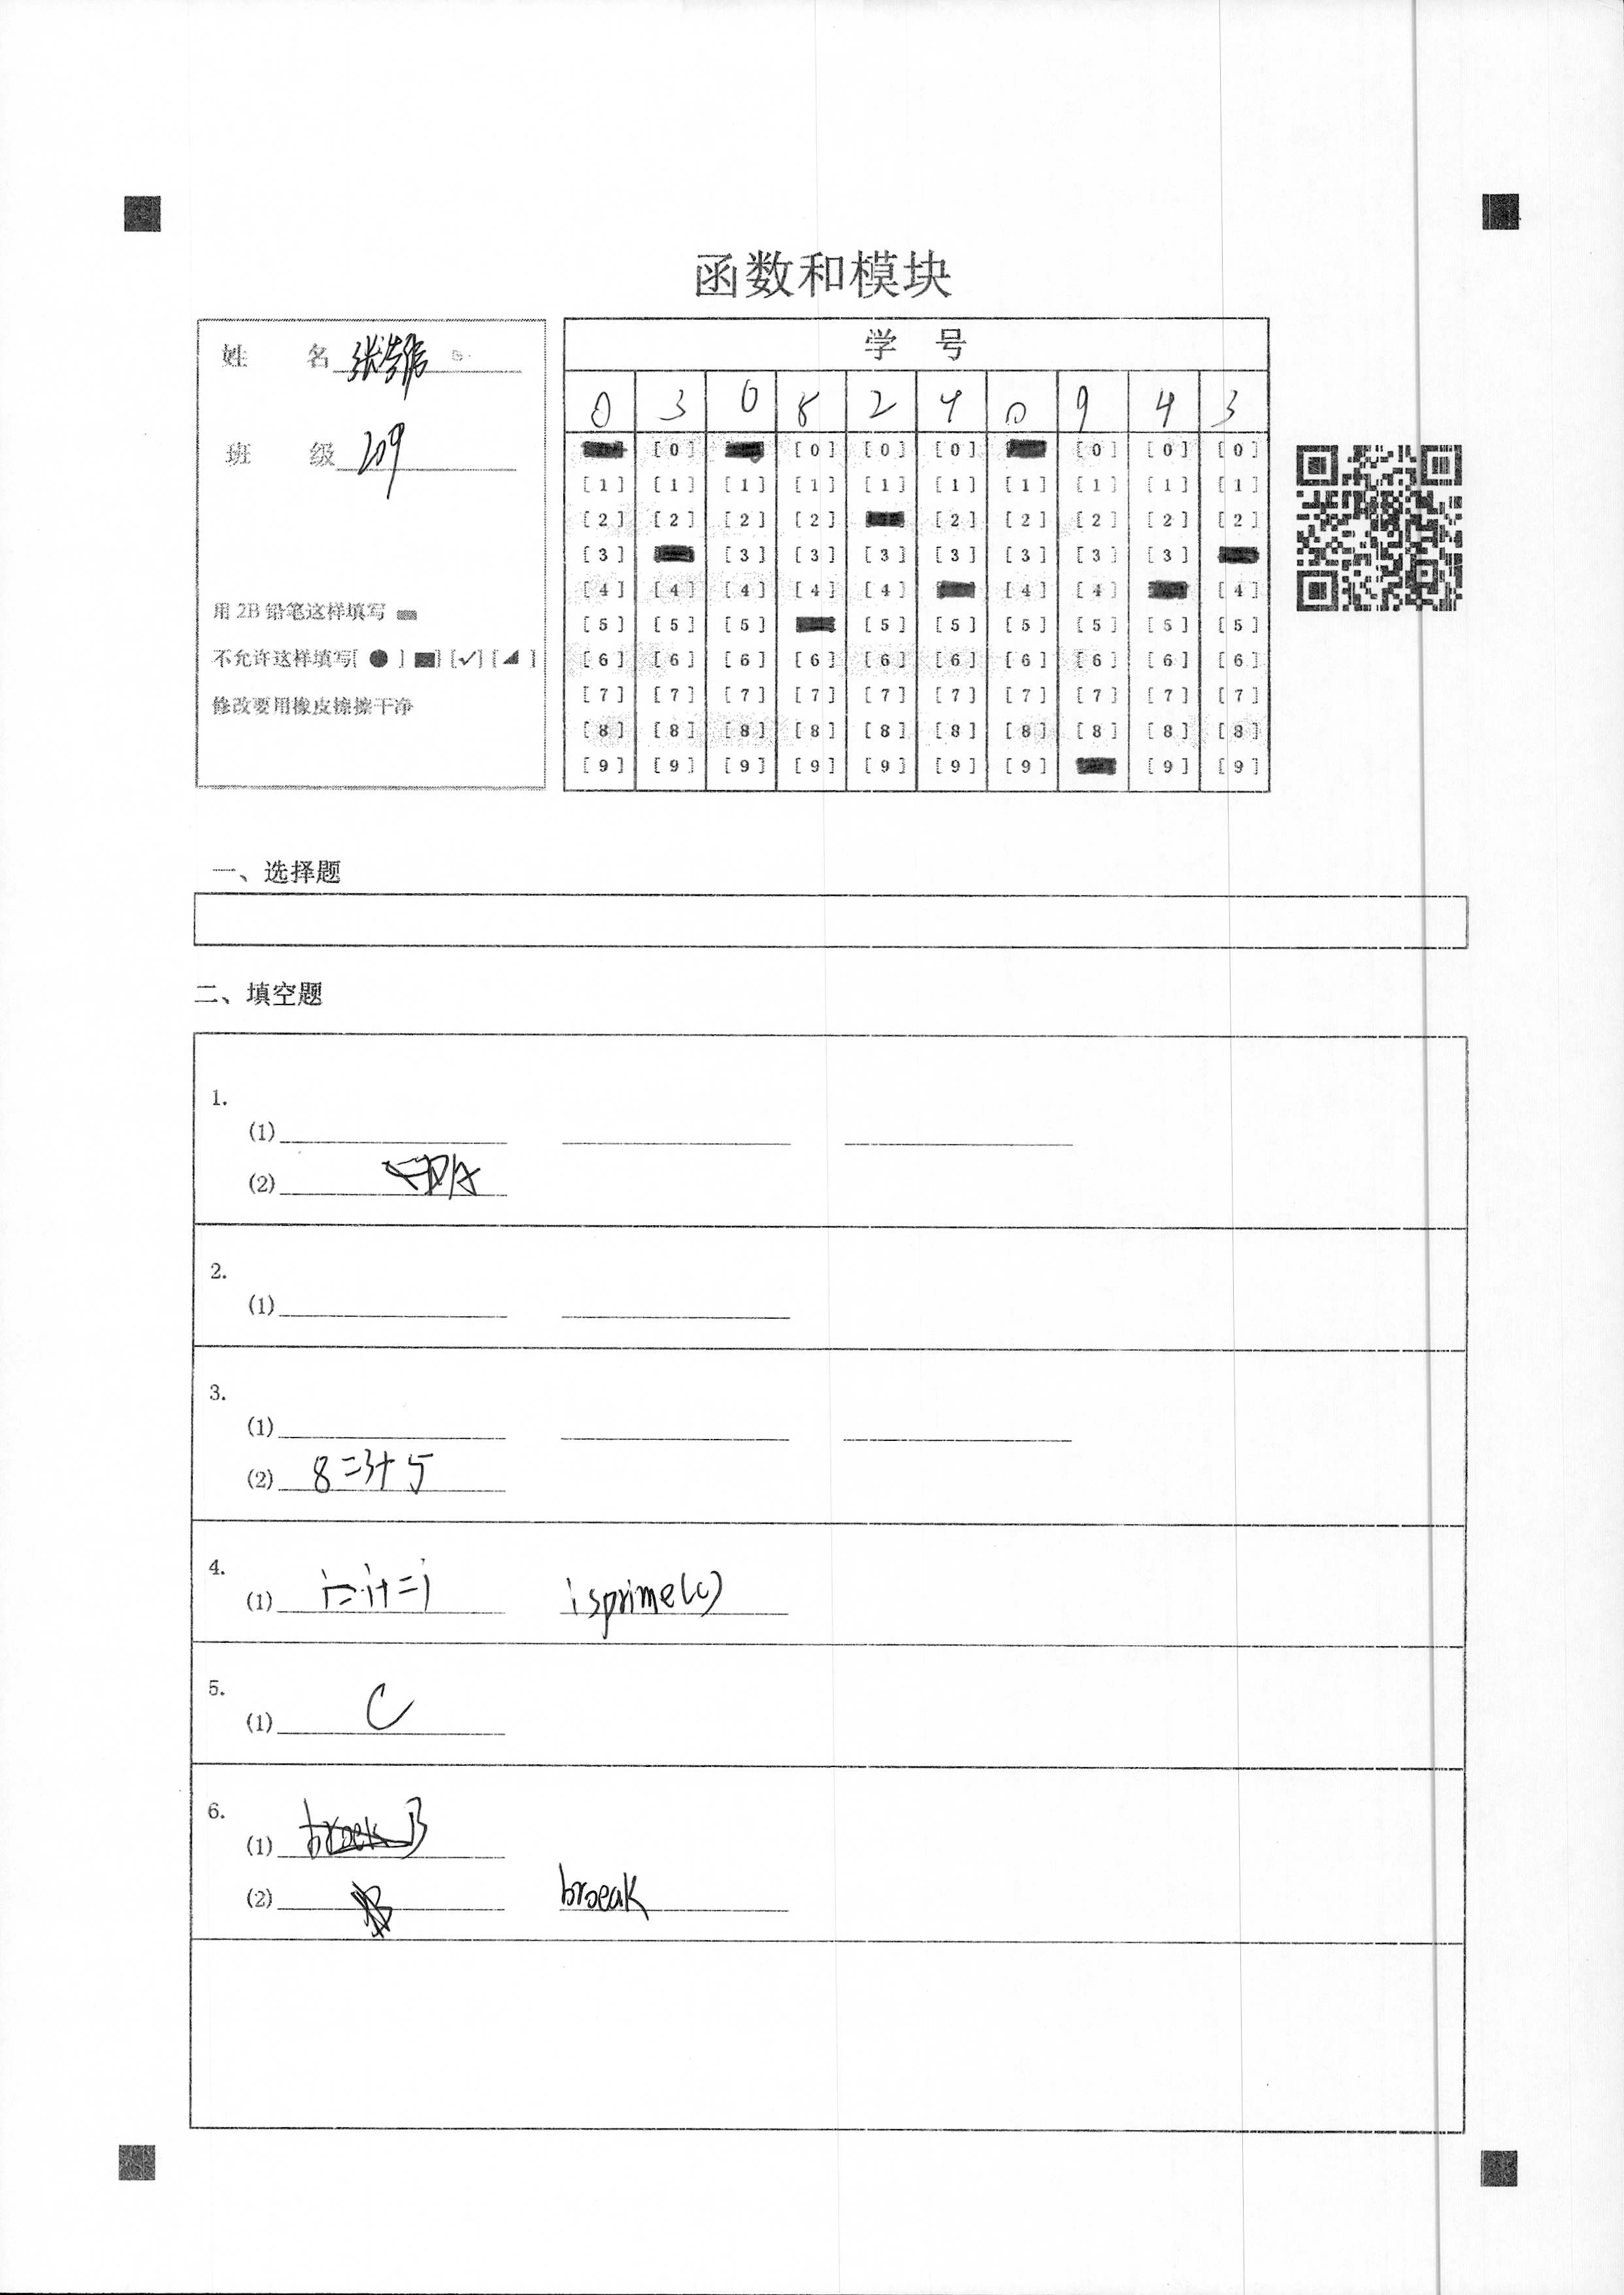 函数和模块
姓 名 张
班 级 209
用 2B 铅笔这样填写
不允许这样填写[ ● ] [■] [✓] [◢ ]
修改要用橡皮擦擦干净
学 号
0 3 0 5 2 4 0 9 4 3
[0] [0] [0] [0] [0] [0] [0]
[1] [1] [1] [1] [1] [1] [1] [1] [1] [1]
[2] [2] [2] [2] [2] [2] [2] [2] [2]
[3] [3] [3] [3] [3] [3] [3] [3]
[4] [4] [4] [4] [4] [4] [4] [4]
[5] [5] [5] [5] [5] [5] [5] [5] [5]
[6] [6] [6] [6] [6] [6] [6] [6] [6] [6]
[7] [7] [7] [7] [7] [7] [7] [7] [7] [7]
[8] [8] [8] [8] [8] [8] [8] [8] [8] [8]
[9] [9] [9] [9] [9] [9] [9] [9] [9]
一、选择题
二、填空题
1.
(1)
(2)
2.
(1)
3.
(1)
(2) 8=3+5
4.
(1) i=i+=i isprime(c)
5.
(1) C
6.
(1) B
(2) broeak